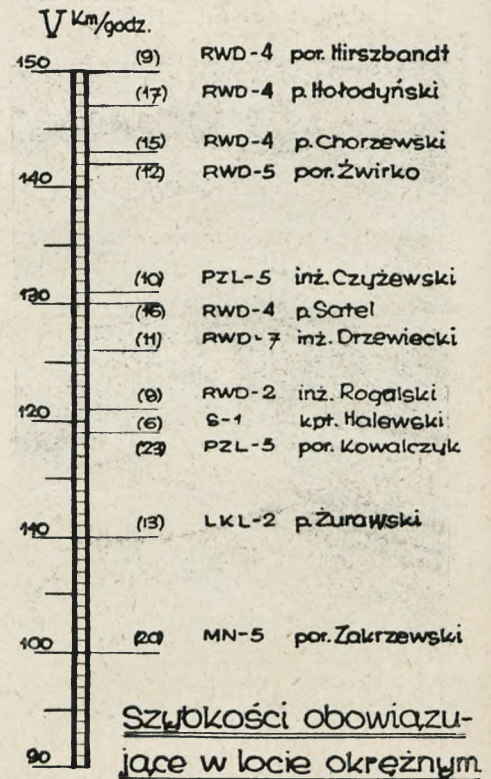 V Km/godz.
150 (9) RWD-4 por. Hirszbandt
(17) RWD-4 p. Hołodyński
(15) RWD-4 p. Chorzewski
(12) RWD-5 por. Żwirko
140
(10) PZL-5 inż. Czyżewski
130 (16) RWD-4 p. Satel
(11) RWD-7 inż. Drzewiecki
(8) RWD-2 inż. Rogalski
120 (6) S-1 kpt. Halewski
(23) PZL-5 por. Kowalczyk
110 (13) LKL-2 p. Żurawski
100 (20) MN-5 por. Zakrzewski
Szybkości obowiązu-
90 jące w locie okrężnym